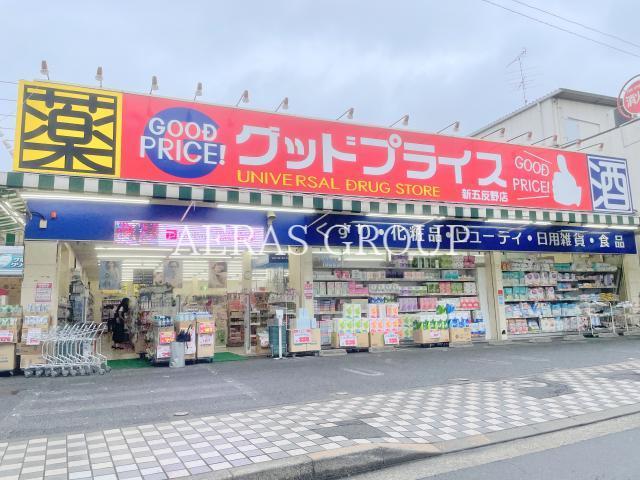 薬
GOOD
PRICE!
グッドプライス
UNIVERSAL DRUG STORE
新五反野店
GOOD
PRICE!
酒
・化粧品・ビューティ・日用雑貨・食品
AERAS GROUP